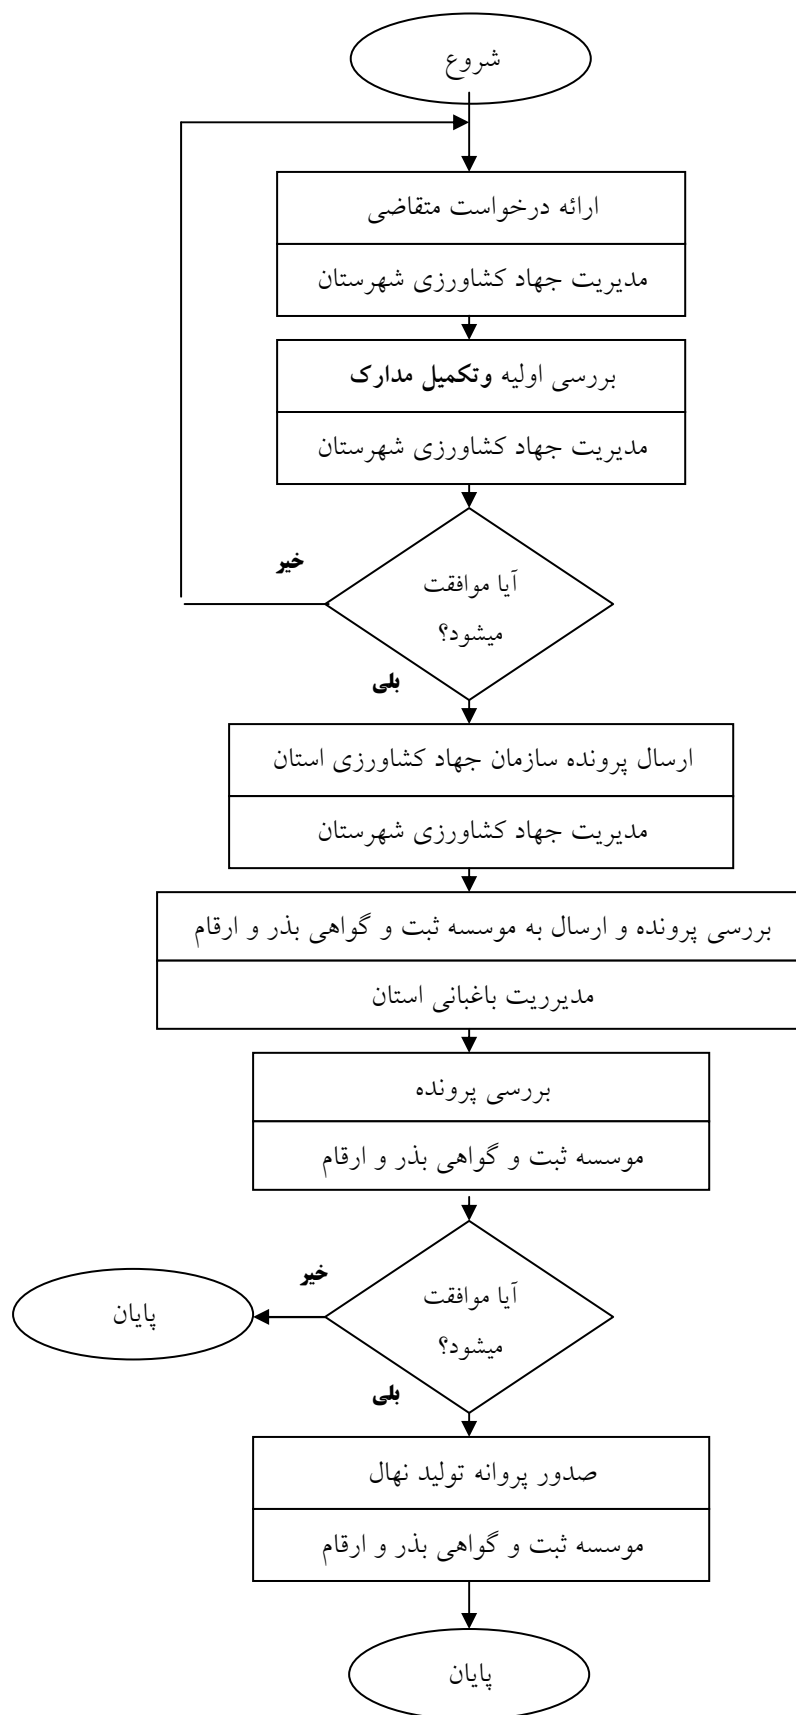 شروع
ارائه درخواست متقاضی
مدیریت جهاد کشاورزی شهرستان
بررسی اولیه وتکمیل مدارک
مدیریت جهاد کشاورزی شهرستان
خیر
آیا موافقت
میشود؟
بلی
ارسال پرونده سازمان جهاد کشاورزی استان
مدیریت جهاد کشاورزی شهرستان
بررسی پرونده و ارسال به موسسه ثبت و گواهی بذر و ارقام
مدیرریت باغبانی استان
بررسی پرونده
موسسه ثبت و گواهی بذر و ارقام
خیر
آیا موافقت
میشود؟
پایان
بلی
صدور پروانه تولید نهال
موسسه ثبت و گواهی بذر و ارقام
پایان